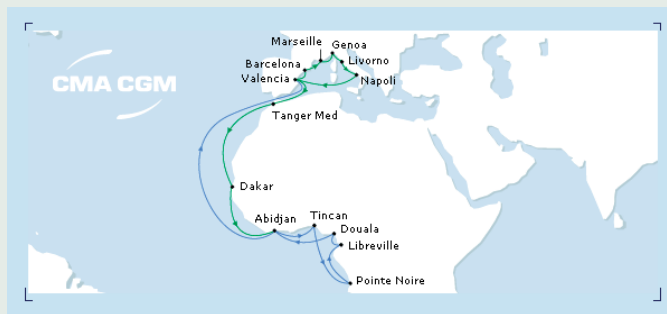 Marseille
Genoa
Barcelona
Livorno
Valencia
Napoli
CMA CGM
Tanger Med
Dakar
Abidjan
Tincan
Douala
Libreville
Pointe Noire